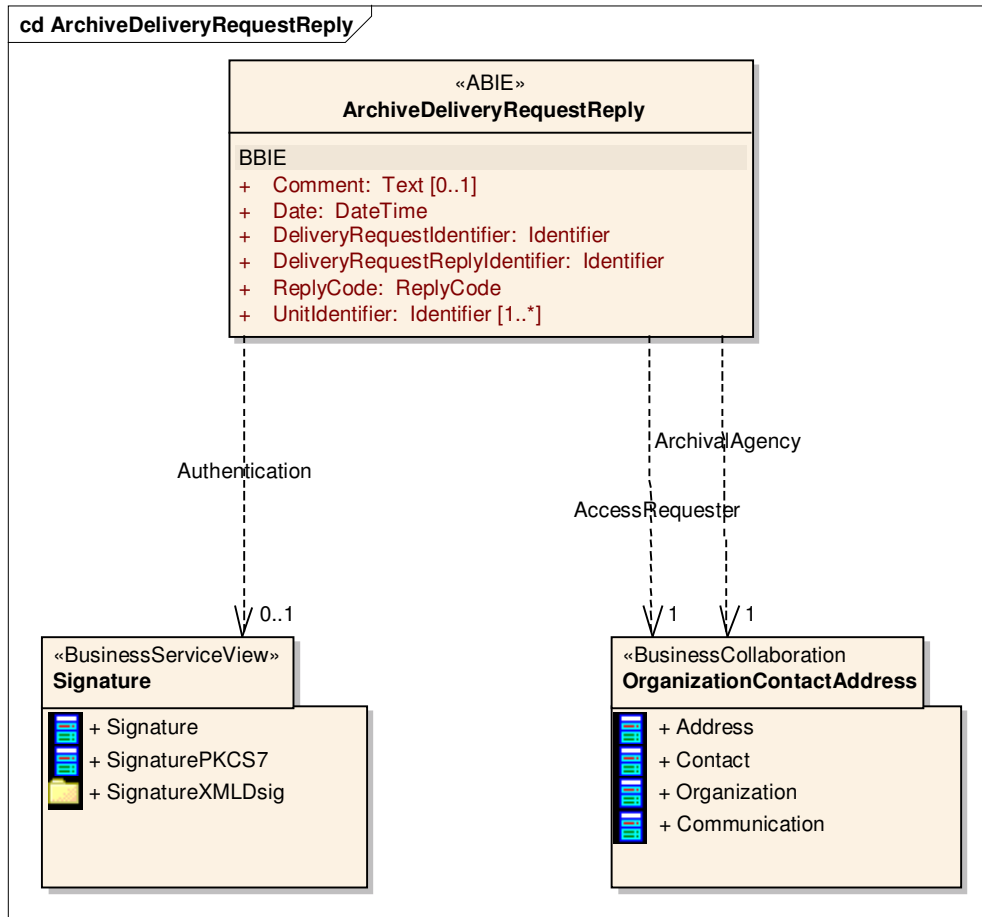 cd ArchiveDeliveryRequestReply
«ABIE»
ArchiveDeliveryRequestReply
BBIE
+ Comment: Text [0..1]
+ Date: DateTime
+ DeliveryRequestIdentifier: Identifier
+ DeliveryRequestReplyIdentifier: Identifier
+ ReplyCode: ReplyCode
+ UnitIdentifier: Identifier [1..*]
ArchivalAgency
Authentication
AccessRequester
0..1
1
1
«BusinessServiceView»
Signature
+ Signature
+ SignaturePKCS7
+ SignatureXMLDsig
«BusinessCollaboration
OrganizationContactAddress
+ Address
+ Contact
+ Organization
+ Communication